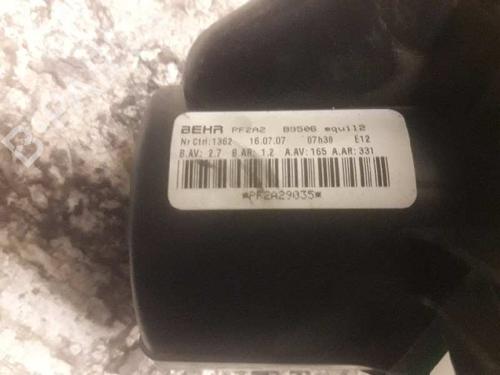 BEHR PF2A2 B9506 equil2
Nr Ctrl:1362 16.07.07 07h38 E12
B.AV: 2.7 B.AR: 1.2 A.AV: 165 A.AR: 331
*PF2A29035*